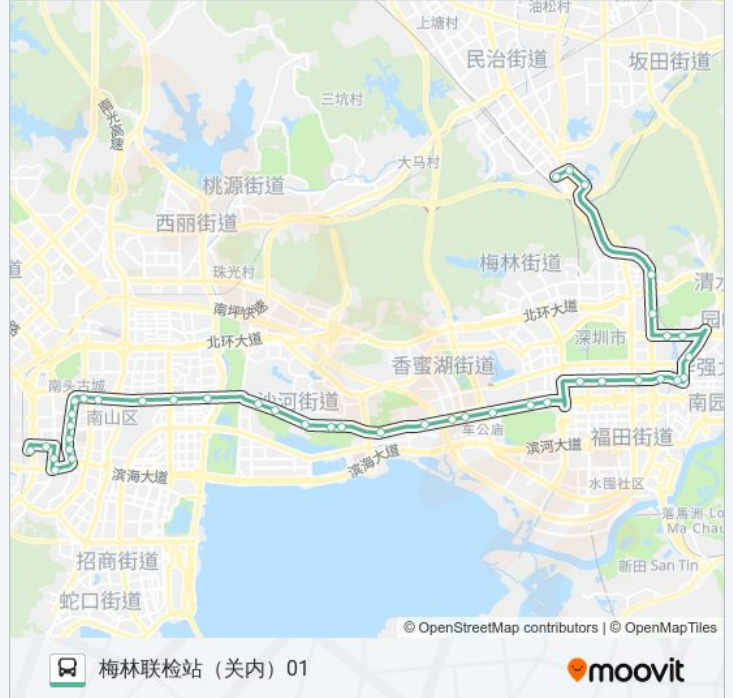 油松村
上塘村
民治街道
坂田街道
南光高速
三坑村
大马村
桃源街道
西丽街道
珠光村
梅林街道
清水
南坪快速
北环大道
北环大道
深圳市
香蜜湖街道
南头古城
沙河街道
南山区
南园
车公庙
福田街道
滨河大道
滨海大道
滨海大道
水围社区
落馬洲 Lo
Ma Chau
招商街道
新田 San Tin
蛇口街道
© OpenStreetMap contributors | © OpenMapTiles
梅林联检站（关内）01
moovit